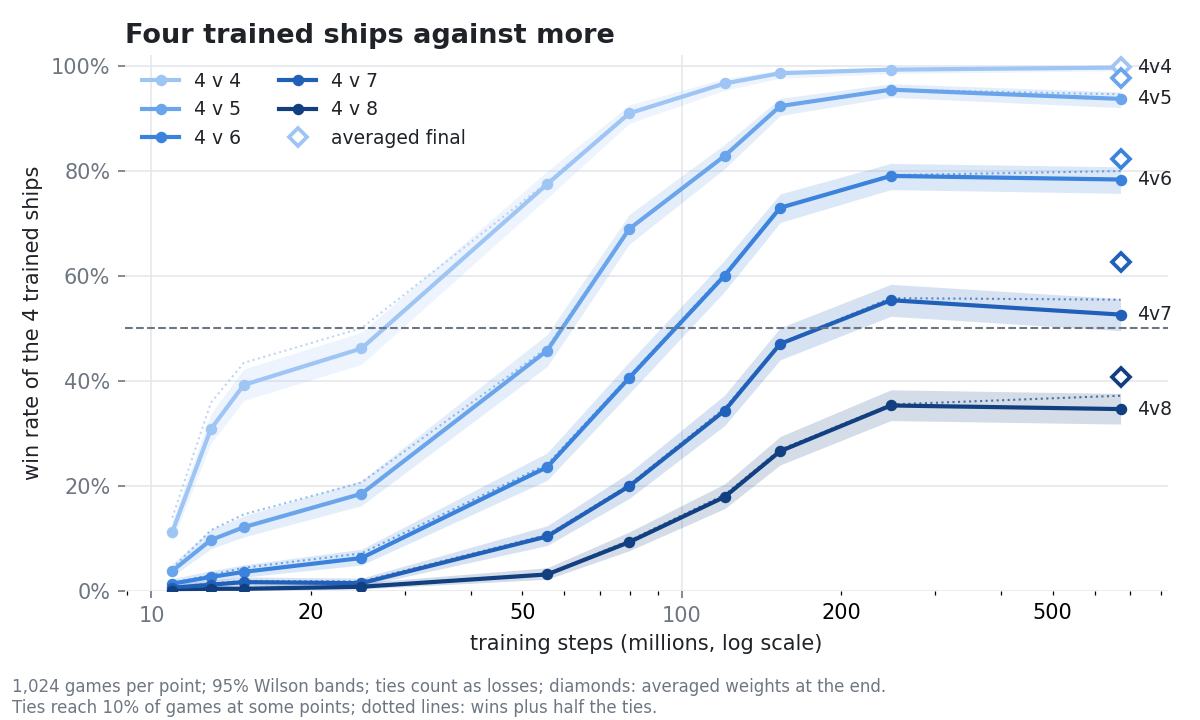 Four trained ships against more
100%
80%
60%
40%
20%
0%
win rate of the 4 trained ships
4 v 4
4 v 5
4 v 6
4 v 7
4 v 8
averaged final
4v4
4v5
4v6
4v7
4v8
10
20
50
100
200
500
training steps (millions, log scale)
1,024 games per point; 95% Wilson bands; ties count as losses; diamonds: averaged weights at the end.
Ties reach 10% of games at some points; dotted lines: wins plus half the ties.